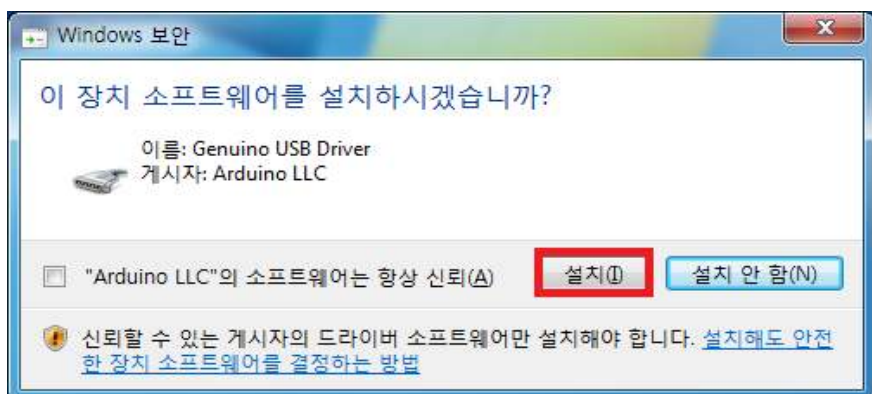 Windows 보안
이 장치 소프트웨어를 설치하시겠습니까?
이름: Genuino USB Driver
게시자: Arduino LLC
"Arduino LLC"의 소프트웨어는 항상 신뢰(A)
설치(I)
설치 안 함(N)
신뢰할 수 있는 게시자의 드라이버 소프트웨어만 설치해야 합니다. 설치해도 안전
한 장치 소프트웨어를 결정하는 방법